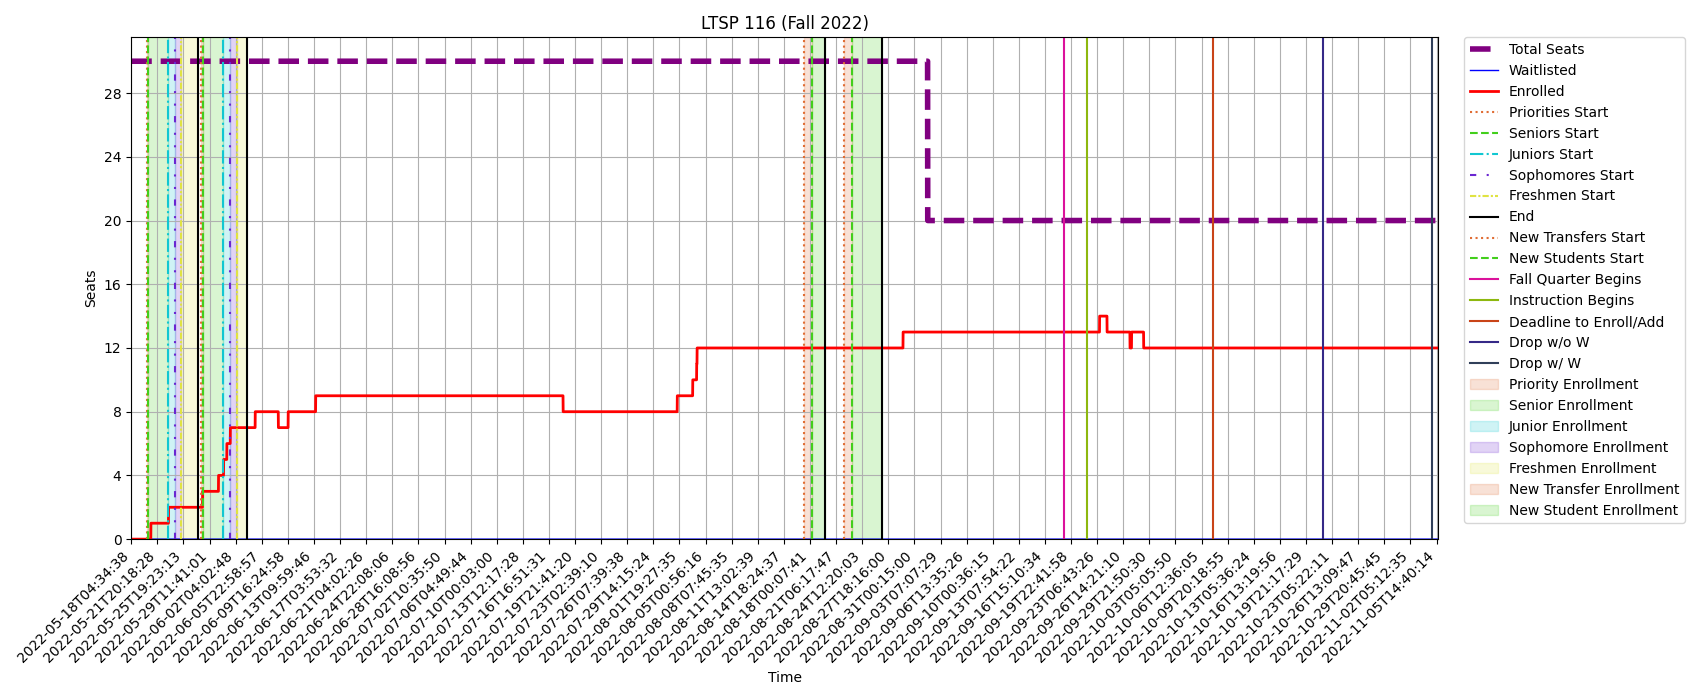 LTSP 116 (Fall 2022)
Seats
28
24
20
16
12
8
4
0
2022-05-18T04:34:38
2022-05-21T20:18:28
2022-05-25T19:23:13
2022-05-29T11:41:01
2022-06-02T04:02:48
2022-06-05T22:58:57
2022-06-09T16:24:58
2022-06-13T09:59:46
2022-06-17T03:53:32
2022-06-21T04:02:26
2022-06-24T22:08:06
2022-06-28T16:08:56
2022-07-02T10:35:50
2022-07-06T04:49:44
2022-07-10T00:03:00
2022-07-13T12:17:28
2022-07-16T16:51:31
2022-07-19T21:41:20
2022-07-23T02:39:10
2022-07-26T07:39:38
2022-07-29T14:15:24
2022-08-01T19:27:35
2022-08-05T00:56:16
2022-08-08T07:45:35
2022-08-11T13:02:39
2022-08-14T18:24:37
2022-08-18T00:07:41
2022-08-21T06:17:47
2022-08-24T12:20:03
2022-08-27T18:16:00
2022-08-31T00:15:00
2022-09-03T07:07:29
2022-09-06T13:35:26
2022-09-10T00:36:15
2022-09-13T07:54:22
2022-09-16T15:10:34
2022-09-19T22:41:58
2022-09-23T06:43:26
2022-09-26T14:21:10
2022-09-29T21:50:30
2022-10-03T05:05:50
2022-10-06T12:36:05
2022-10-09T20:18:55
2022-10-13T05:36:24
2022-10-16T13:19:56
2022-10-19T21:17:29
2022-10-23T05:22:11
2022-10-26T13:09:47
2022-10-29T20:45:45
2022-11-02T05:12:35
2022-11-05T14:40:14
Time
Total Seats
Waitlisted
Enrolled
Priorities Start
Seniors Start
Juniors Start
Sophomores Start
Freshmen Start
End
New Transfers Start
New Students Start
Fall Quarter Begins
Instruction Begins
Deadline to Enroll/Add
Drop w/o W
Drop w/ W
Priority Enrollment
Senior Enrollment
Junior Enrollment
Sophomore Enrollment
Freshmen Enrollment
New Transfer Enrollment
New Student Enrollment